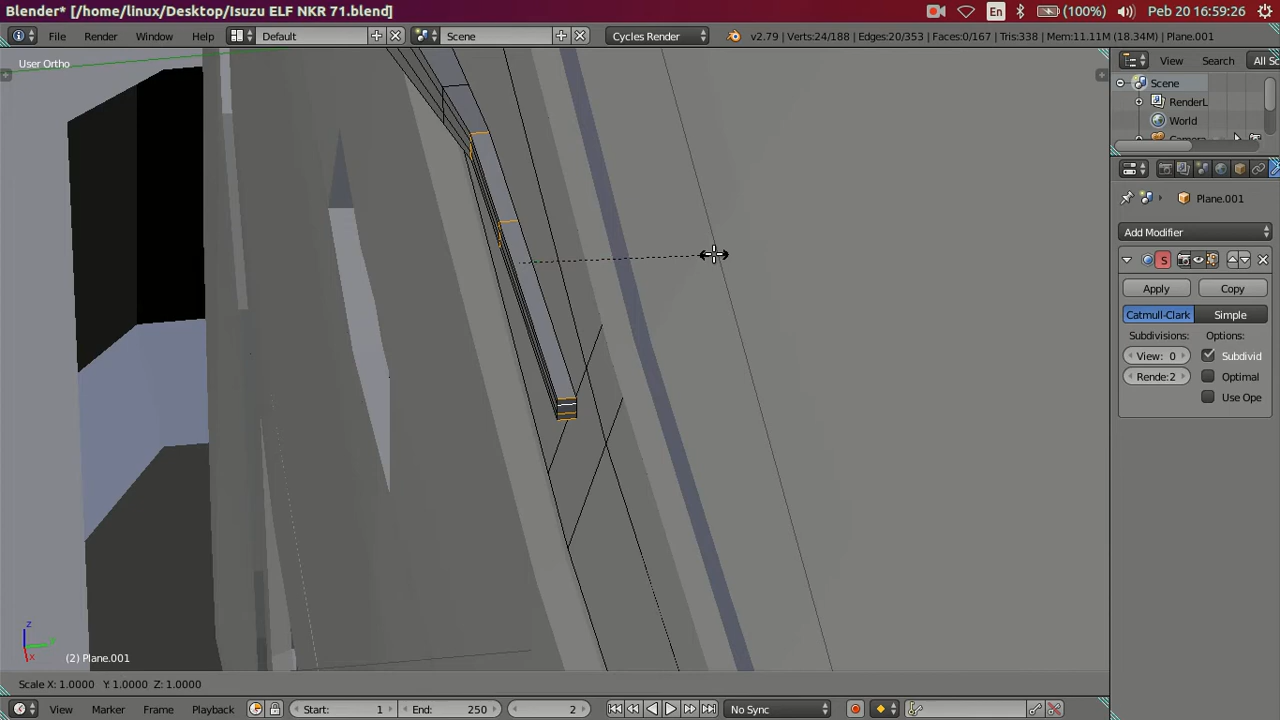 Blender* [/home/linux/Desktop/Isuzu ELF NKR 71.blend]
En
(100%)
Peb 20 16:59:26
File
Render
Window
Help
Default
Scene
Cycles Render
v2.79 | Verts:24/188 | Edges:20/353 | Faces:0/167 | Tris:338 | Mem:11.11M (18.34M) | Plane.001
User Ortho
View
Search
All Sc
Scene
RenderL
World
Camera
Plane.001
Add Modifier
S
Apply
Copy
Catmull-Clark
Simple
Subdivisions:
Options:
View: 0
Subdivid
Rende:2
Optimal
Use Ope
z
y
x
(2) Plane.001
Scale X: 1.0000 Y: 1.0000 Z: 1.0000
View
Marker
Frame
Playback
Start: 1
End: 250
2
No Sync